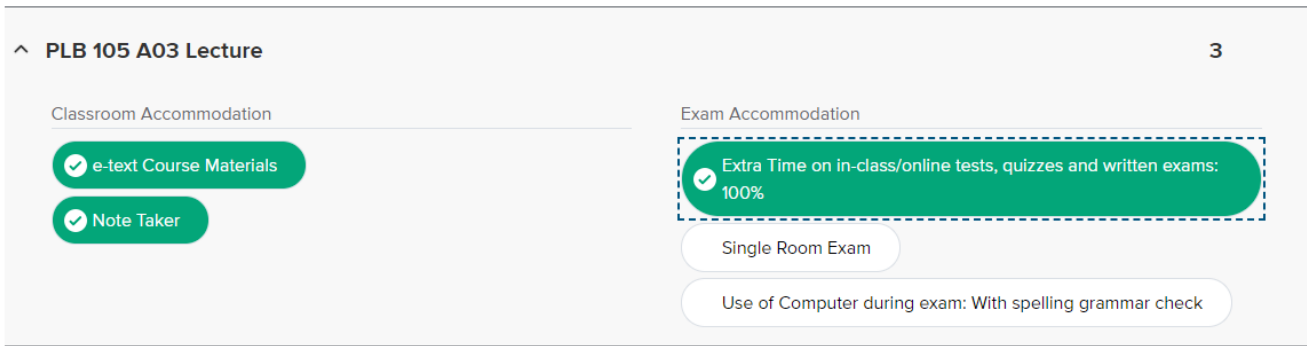 PLB 105 A03 Lecture
3
Classroom Accommodation
e-text Course Materials
Note Taker
Exam Accommodation
Extra Time on in-class/online tests, quizzes and written exams:
100%
Single Room Exam
Use of Computer during exam: With spelling grammar check